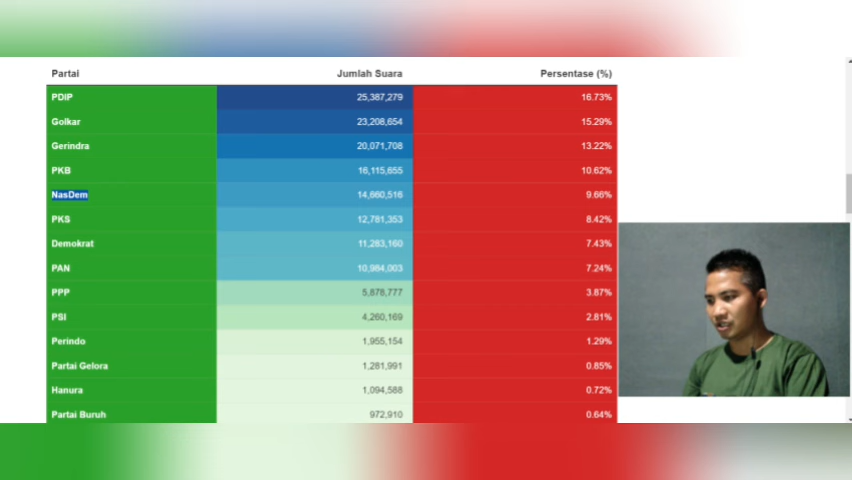 Partai Jumlah Suara Persentase (%)
PDIP 25,387,279 16.73%
Golkar 23,208,654 15.29%
Gerindra 20,071,708 13.22%
PKB 16,115,655 10.62%
NasDem 14,660,516 9.66%
PKS 12,781,353 8.42%
Demokrat 11,283,160 7.43%
PAN 10,984,003 7.24%
PPP 5,878,777 3.87%
PSI 4,260,169 2.81%
Perindo 1,955,154 1.29%
Partai Gelora 1,281,991 0.85%
Hanura 1,094,588 0.72%
Partai Buruh 972,910 0.64%